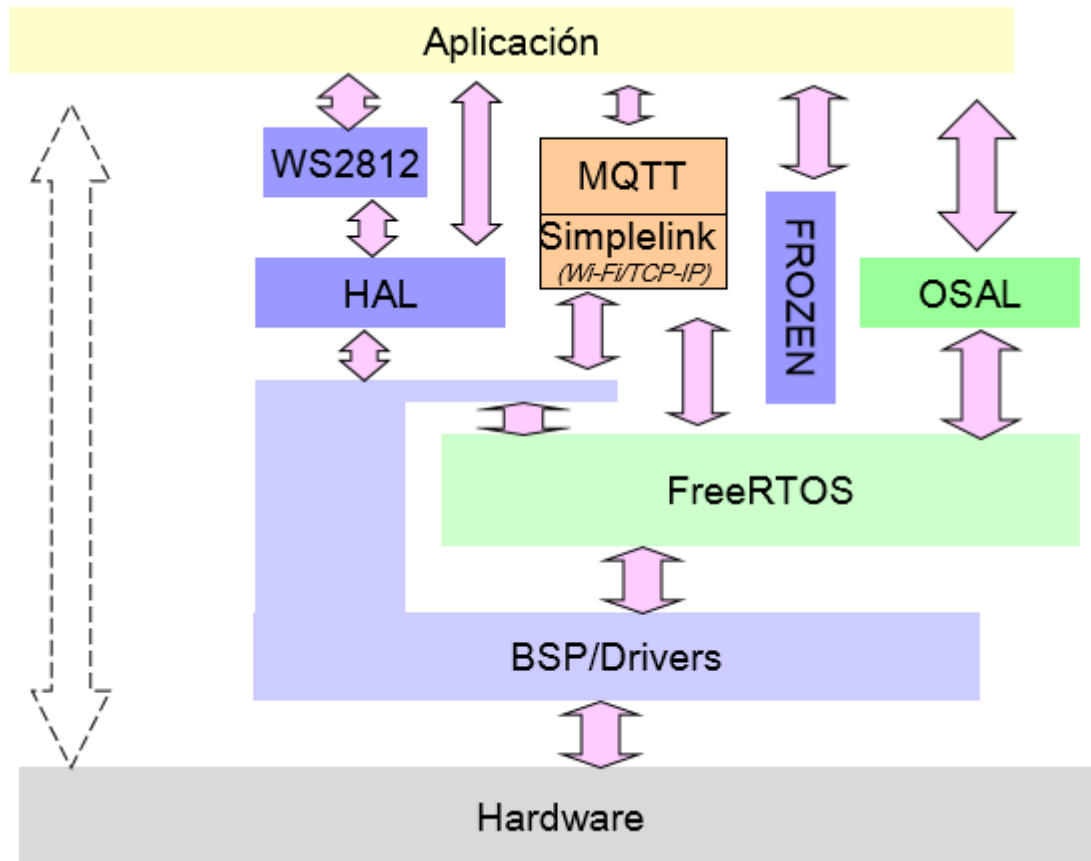 Aplicación
WS2812
MQTT
Simplelink
(Wi-Fi/TCP-IP)
FROZEN
HAL
OSAL
FreeRTOS
BSP/Drivers
Hardware